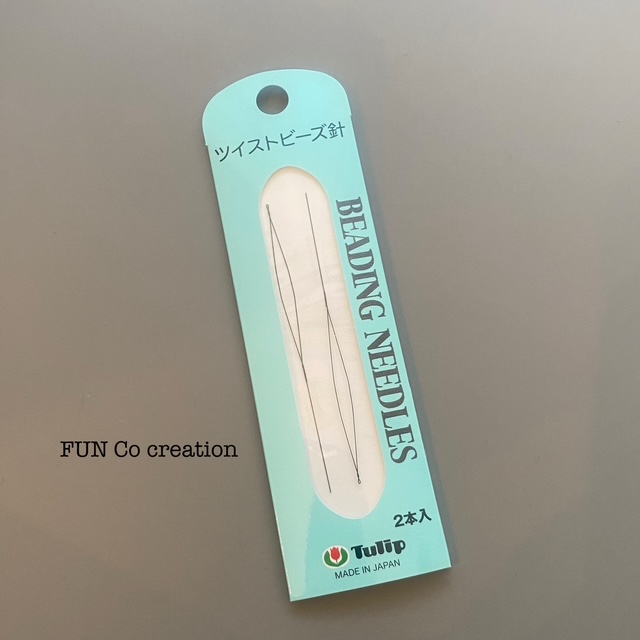 ツイストビーズ針
BEADING NEEDLES
FUN Co creation
2本入
Tulip
MADE IN JAPAN